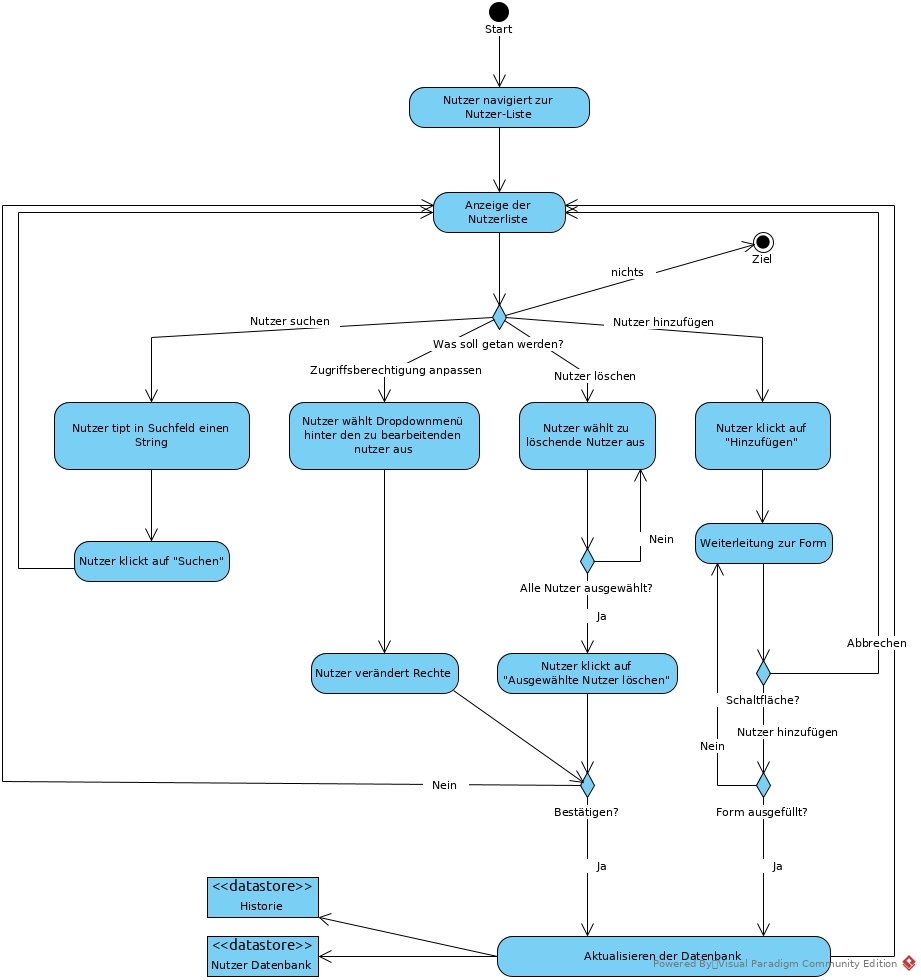 Start
Nutzer navigiert zur
Nutzer-Liste
Anzeige der
Nutzerliste
Ziel
nichts
Nutzer suchen
Nutzer hinzufügen
Was soll getan werden?
Zugriffsberechtigung anpassen
Nutzer löschen
Nutzer tipt in Suchfeld einen
String
Nutzer wählt Dropdownmenü
hinter den zu bearbeitenden
nutzer aus
Nutzer wählt zu
löschende Nutzer aus
Nutzer klickt auf
"Hinzufügen"
Nein
Weiterleitung zur Form
Nutzer klickt auf "Suchen"
Alle Nutzer ausgewählt?
Ja
Abbrechen
Nutzer verändert Rechte
Nutzer klickt auf
"Ausgewählte Nutzer löschen"
Schaltfläche?
Nutzer hinzufügen
Nein
Nein
Bestätigen?
Form ausgefüllt?
Ja
Ja
<<datastore>>
Historie
<<datastore>>
Nutzer Datenbank
Aktualisieren der Datenbank
Powered By Visual Paradigm Community Edition